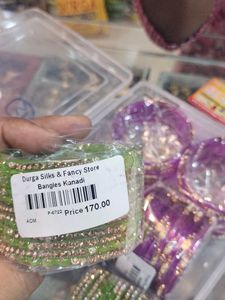 Durga Silks & Fancy Store
Bangles Kanadi
P-6722 Price 170.00
ADM